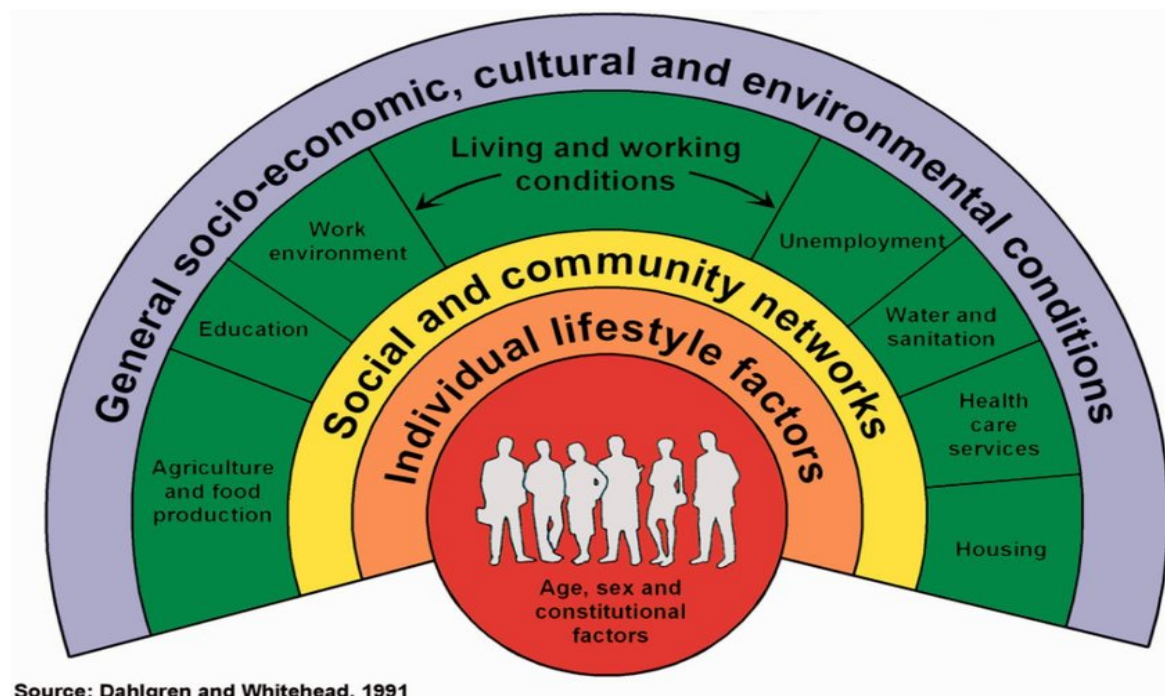 General socio-economic, cultural and environmental conditions
Living and working
conditions
Work
environment
Unemployment
Education
Water and
sanitation
Agriculture
and food
production
Health
care
services
Housing
Social and community networks
Individual lifestyle factors
Age, sex and
constitutional
factors
Source: Dahlgren and Whitehead, 1991